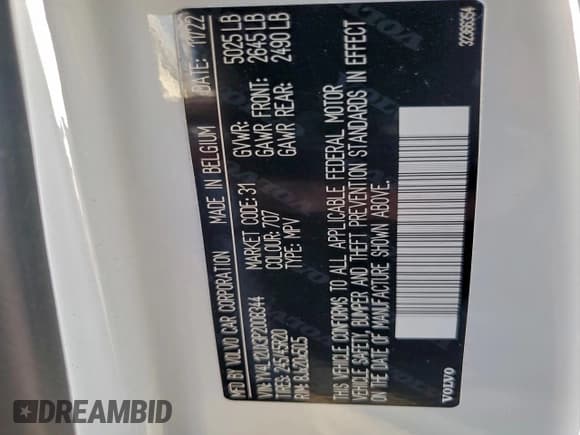 MFD BY VOLVO CAR CORPORATION MADE IN BELGIUM DATE: 11/22
GVWR: 5025 LB
GAWR FRONT: 2645 LB
GAWR REAR: 2490 LB
MARKET CODE: 31
COLOUR: 707
TYPE: MPV
THIS VEHICLE CONFORMS TO ALL APPLICABLE FEDERAL MOTOR
VEHICLE SAFETY, BUMPER AND THEFT PREVENTION STANDARDS IN EFFECT
ON THE DATE OF MANUFACTURE SHOWN ABOVE.
VOLVO
32366354
DREAMBID